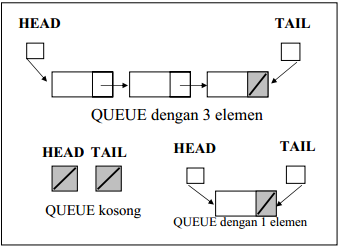 HEAD
TAIL
QUEUE dengan 3 elemen
HEAD TAIL
QUEUE kosong
HEAD
TAIL
QUEUE dengan 1 elemen